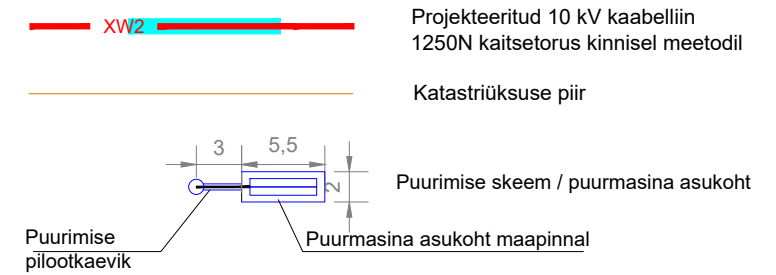 XW2
Projekteeritud 10 kV kaabelliin
1250N kaitsetorus kinnisel meetodil
Katastriüksuse piir
3
5,5
2
Puurimise skeem / puurmasina asukoht
Puurimise
pilootkaevik
Puurmasina asukoht maapinnal